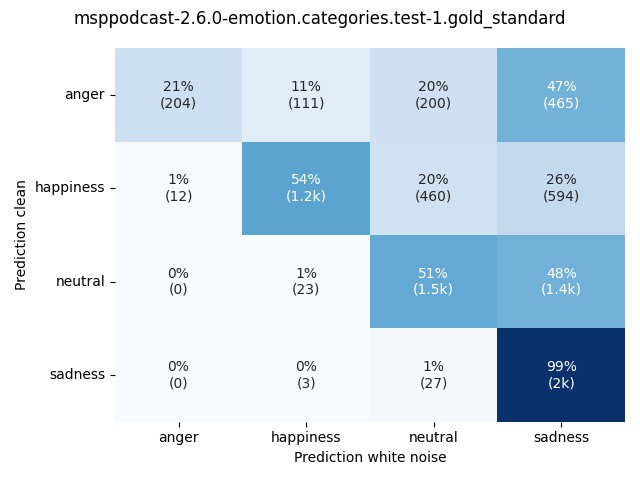 msppodcast-2.6.0-emotion.categories.test-1.gold_standard
Prediction clean
anger
21%
(204)
11%
(111)
20%
(200)
47%
(465)
happiness
1%
(12)
54%
(1.2k)
20%
(460)
26%
(594)
neutral
0%
(0)
1%
(23)
51%
(1.5k)
48%
(1.4k)
sadness
0%
(0)
0%
(3)
1%
(27)
99%
(2k)
anger
happiness
neutral
sadness
Prediction white noise